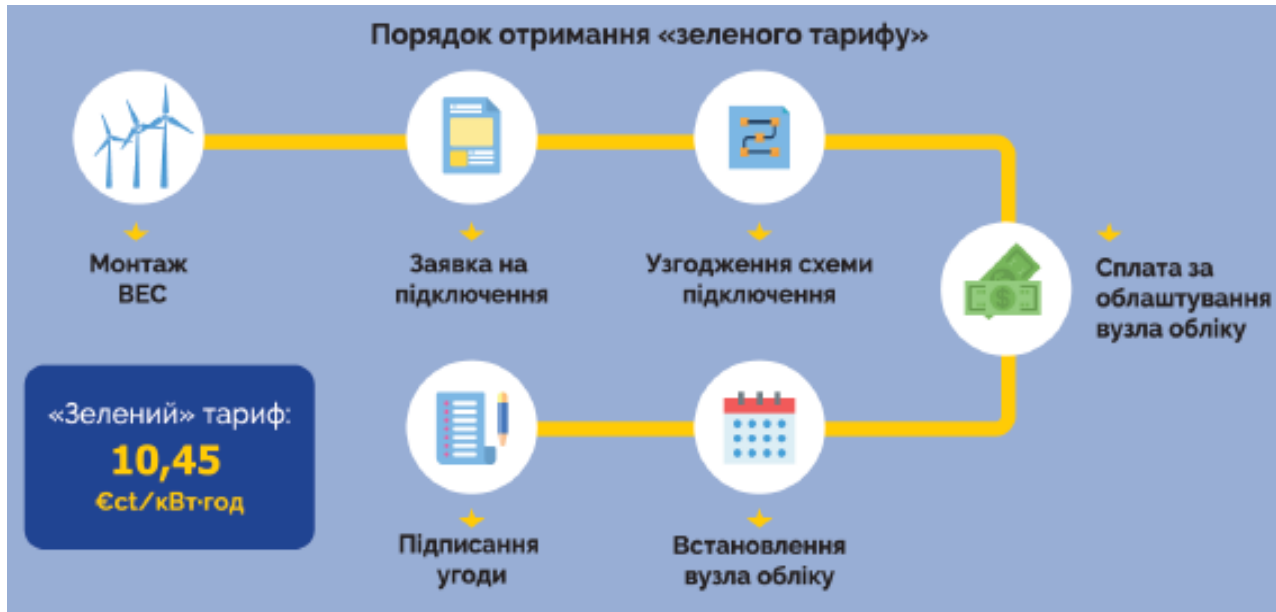 Порядок отримання «зеленого тарифу»
Монтаж
ВЕС
Заявка на
підключення
Узгодження схеми
підключення
Сплата за
облаштування
вузла обліку
Встановлення
вузла обліку
Підписання
угоди
«Зелений» тариф:
10,45
€ct/кВт·год